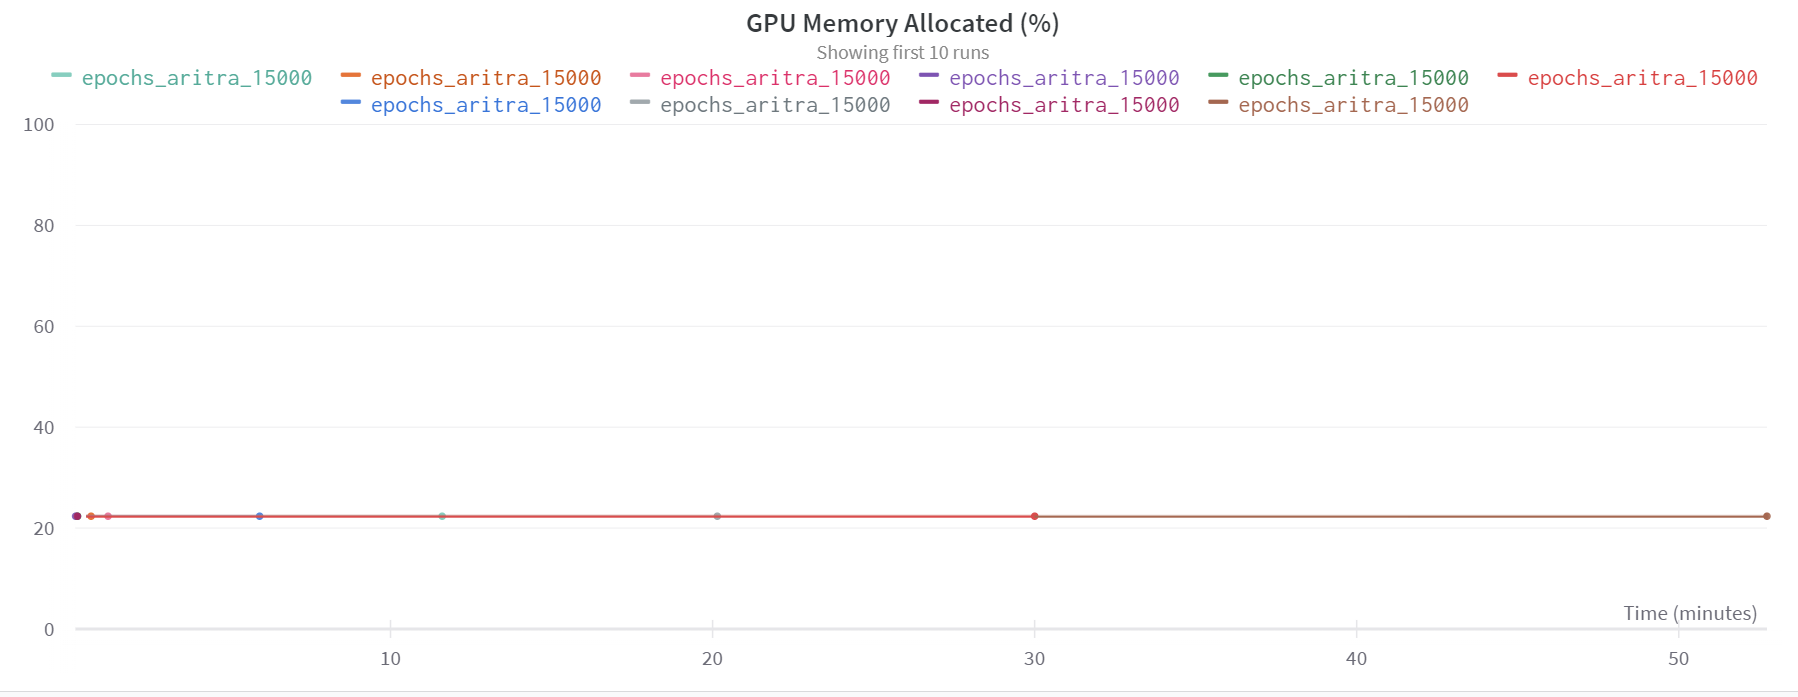 GPU Memory Allocated (%)
Showing first 10 runs
epochs_aritra_15000 epochs_aritra_15000 epochs_aritra_15000 epochs_aritra_15000 epochs_aritra_15000 epochs_aritra_15000
epochs_aritra_15000 epochs_aritra_15000 epochs_aritra_15000 epochs_aritra_15000
100
80
60
40
20
Time (minutes)
0
10 20 30 40 50